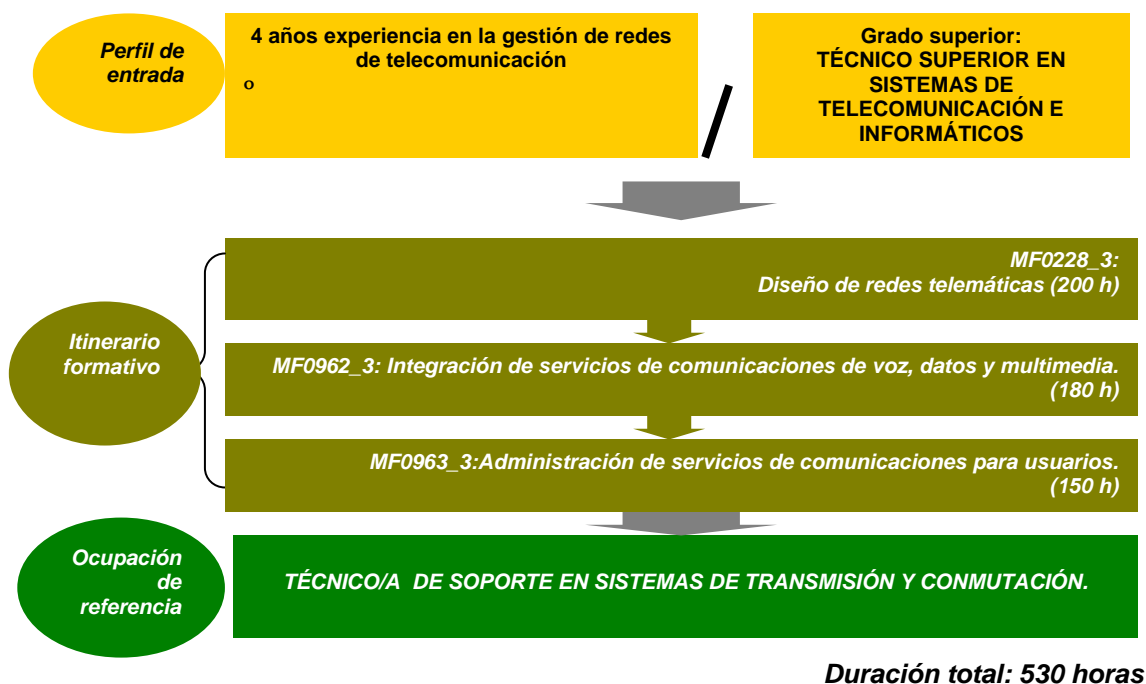 Perfil de
entrada
4 años experiencia en la gestión de redes
de telecomunicación
o
/
Grado superior:
TÉCNICO SUPERIOR EN
SISTEMAS DE
TELECOMUNICACIÓN E
INFORMÁTICOS
Itinerario
formativo
MF0228_3:
Diseño de redes telemáticas (200 h)
MF0962_3: Integración de servicios de comunicaciones de voz, datos y multimedia.
(180 h)
MF0963_3:Administración de servicios de comunicaciones para usuarios.
(150 h)
Ocupación
de
referencia
TÉCNICO/A DE SOPORTE EN SISTEMAS DE TRANSMISIÓN Y CONMUTACIÓN.
Duración total: 530 horas